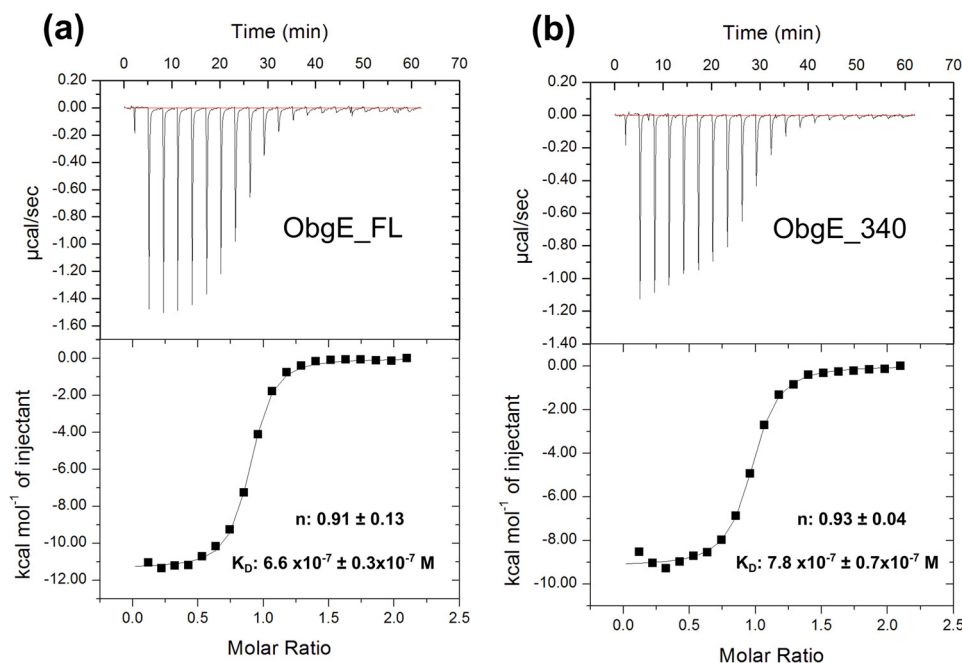 (a)
Time (min)
0 10 20 30 40 50 60 70
0.20
0.00
-0.20
-0.40
-0.60
-0.80
-1.00
-1.20
-1.40
-1.60
µcal/sec
ObgE_FL
0.00
-2.00
-4.00
-6.00
-8.00
-10.00
-12.00
kcal mol⁻¹ of injectant
n: 0.91 ± 0.13
K_D: 6.6 x10⁻⁷ ± 0.3x10⁻⁷ M
0.0 0.5 1.0 1.5 2.0 2.5
Molar Ratio
(b)
Time (min)
0 10 20 30 40 50 60 70
0.20
0.00
-0.20
-0.40
-0.60
-0.80
-1.00
-1.20
-1.40
µcal/sec
ObgE_340
0.00
-2.00
-4.00
-6.00
-8.00
-10.00
kcal mol⁻¹ of injectant
n: 0.93 ± 0.04
K_D: 7.8 x10⁻⁷ ± 0.7x10⁻⁷ M
0.0 0.5 1.0 1.5 2.0 2.5
Molar Ratio